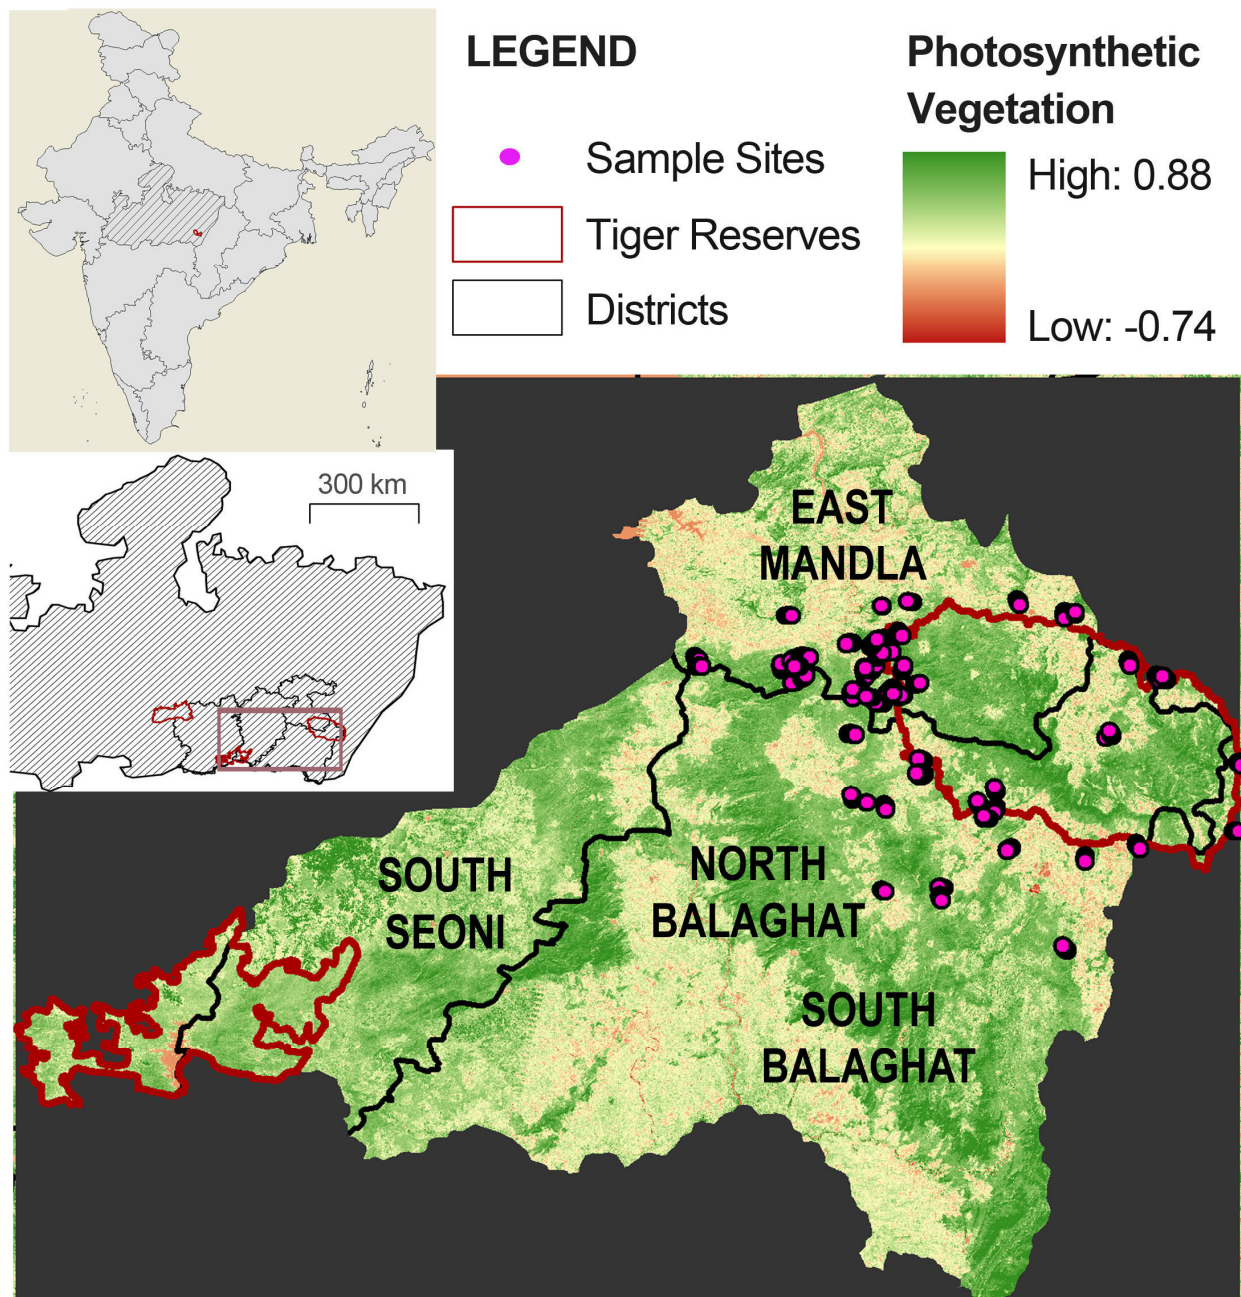 LEGEND
Sample Sites
Tiger Reserves
Districts
Photosynthetic
Vegetation
High: 0.88
Low: -0.74
300 km
EAST
MANDLA
SOUTH
SEONI
NORTH
BALAGHAT
SOUTH
BALAGHAT